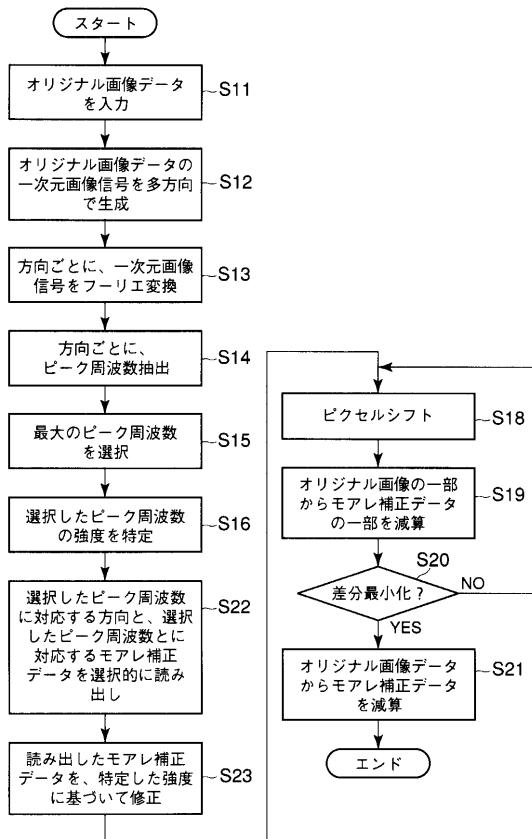 スタート
オリジナル画像データ
を入力
S11
オリジナル画像データの
一次元画像信号を多方向
で生成
S12
方向ごとに、一次元画像
信号をフーリエ変換
S13
方向ごとに、
ピーク周波数抽出
S14
最大のピーク周波数
を選択
S15
選択したピーク周波数
の強度を特定
S16
選択したピーク周波数
に対応する方向と、選択
したピーク周波数とに
対応するモアレ補正
データを選択的に読み
出し
S22
読み出したモアレ補正
データを、特定した強度
に基づいて修正
S23
ピクセルシフト
S18
オリジナル画像の一部
からモアレ補正データ
の一部を減算
S19
S20
差分最小化?
NO
YES
オリジナル画像データ
からモアレ補正データ
を減算
S21
エンド